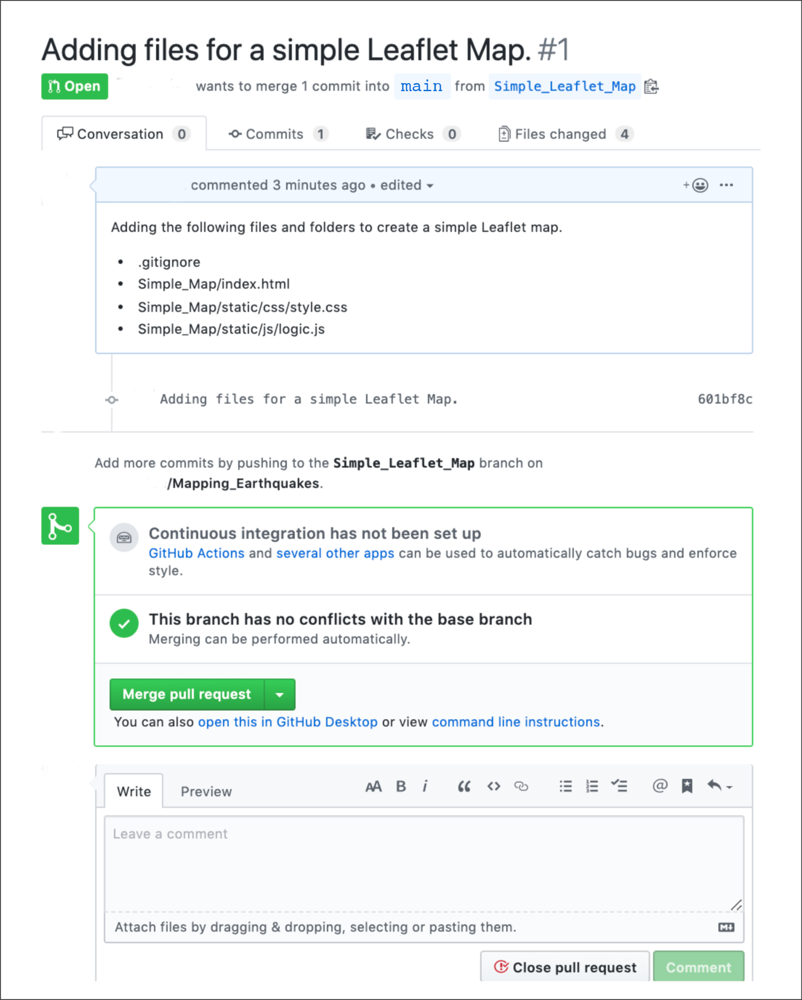 Adding files for a simple Leaflet Map. #1
Open wants to merge 1 commit into main from Simple_Leaflet_Map
Conversation 0 Commits 1 Checks 0 Files changed 4
commented 3 minutes ago • edited
Adding the following files and folders to create a simple Leaflet map.
• .gitignore
• Simple_Map/index.html
• Simple_Map/static/css/style.css
• Simple_Map/static/js/logic.js
Adding files for a simple Leaflet Map. 601bf8c
Add more commits by pushing to the Simple_Leaflet_Map branch on
/Mapping_Earthquakes.
Continuous integration has not been set up
GitHub Actions and several other apps can be used to automatically catch bugs and enforce
style.
This branch has no conflicts with the base branch
Merging can be performed automatically.
Merge pull request
You can also open this in GitHub Desktop or view command line instructions.
Write Preview AA B i
Leave a comment
Attach files by dragging & dropping, selecting or pasting them. M↓
Close pull request Comment